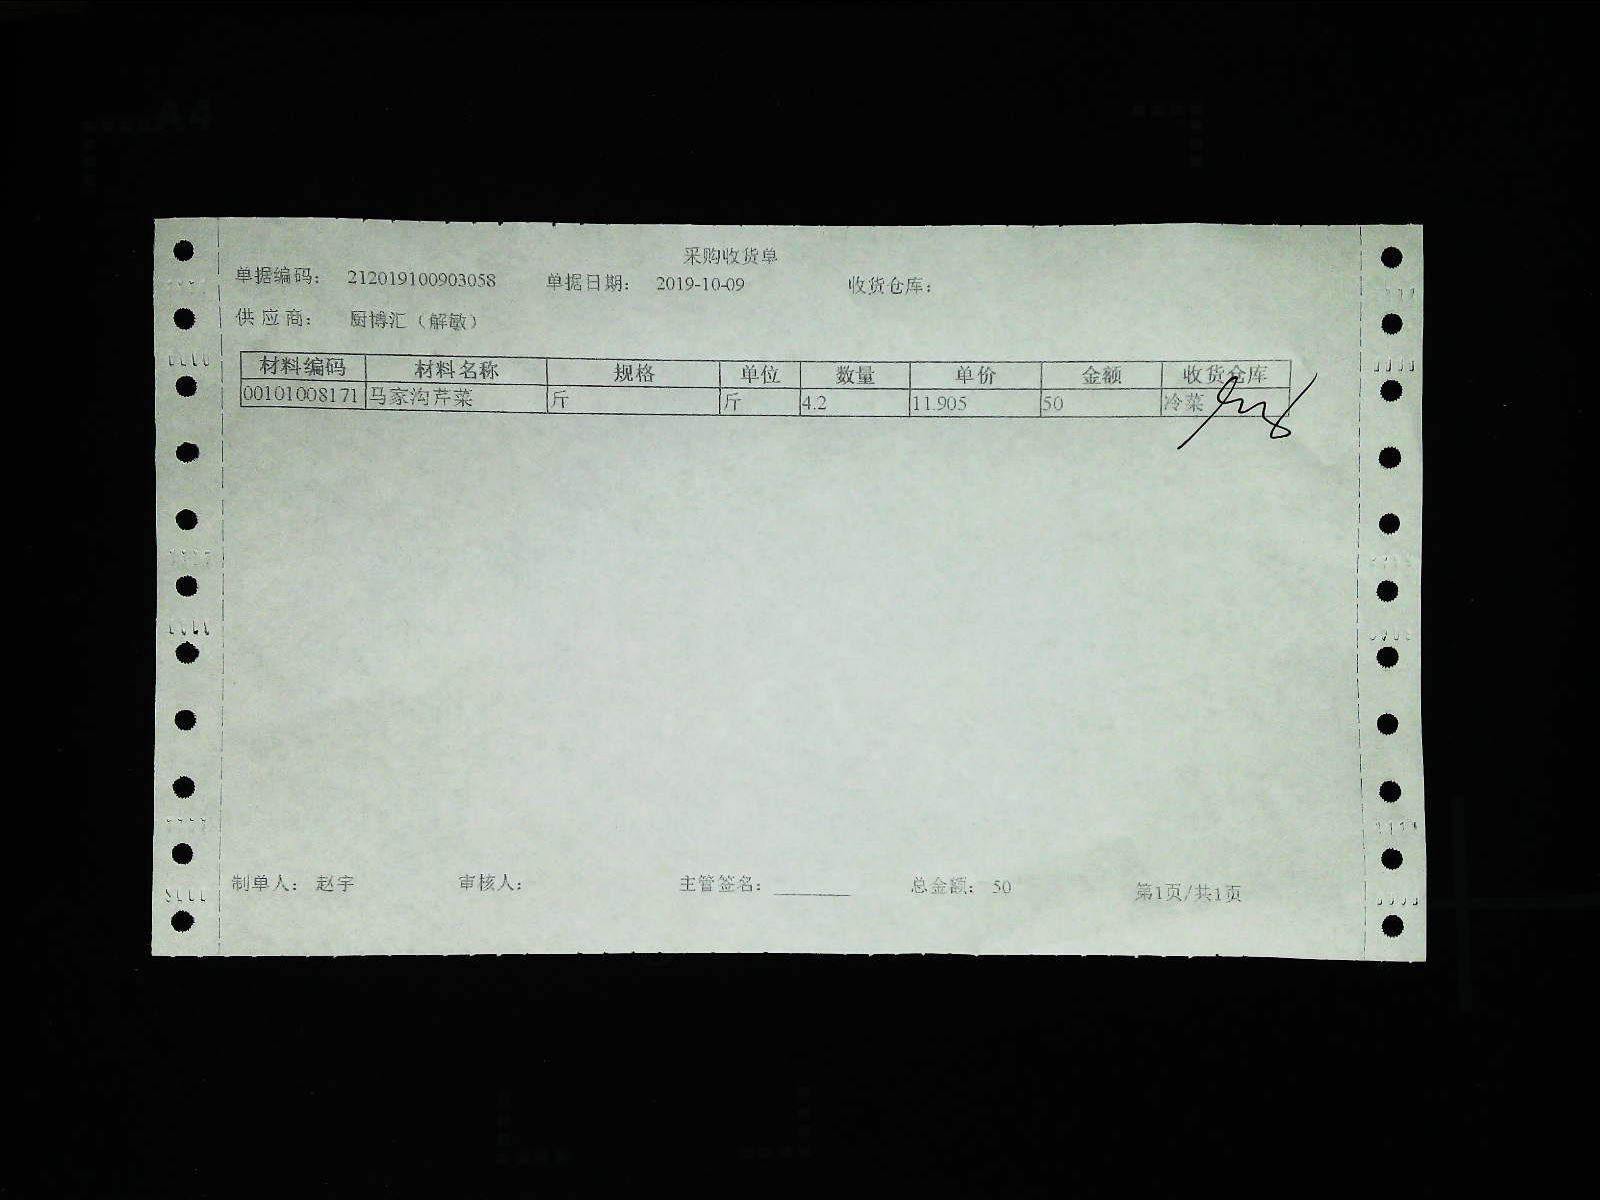 采购收货单
单据编码： 212019100903058 单据日期： 2019-10-09 收货仓库：
供 应 商： 厨博汇（解敏）
材料编码 材料名称 规格 单位 数量 单价 金额 收货仓库
00101008171 马家沟芹菜 斤 斤 4.2 11.905 50 冷菜
制单人： 赵宇 审核人： 主管签名： ________ 总金额： 50 第1页/共1页